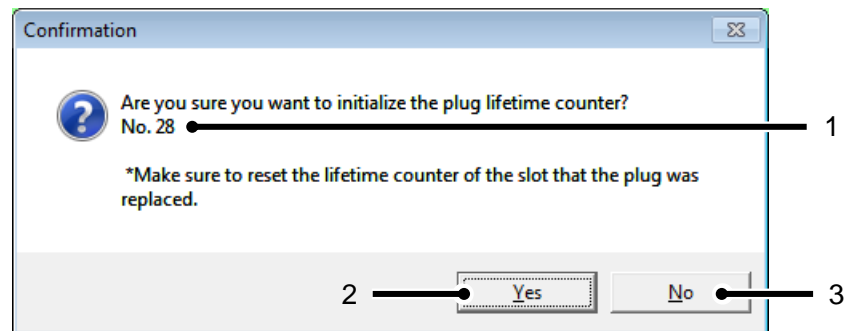 Confirmation
Are you sure you want to initialize the plug lifetime counter?
No. 28
1
*Make sure to reset the lifetime counter of the slot that the plug was
replaced.
2
Yes
No
3